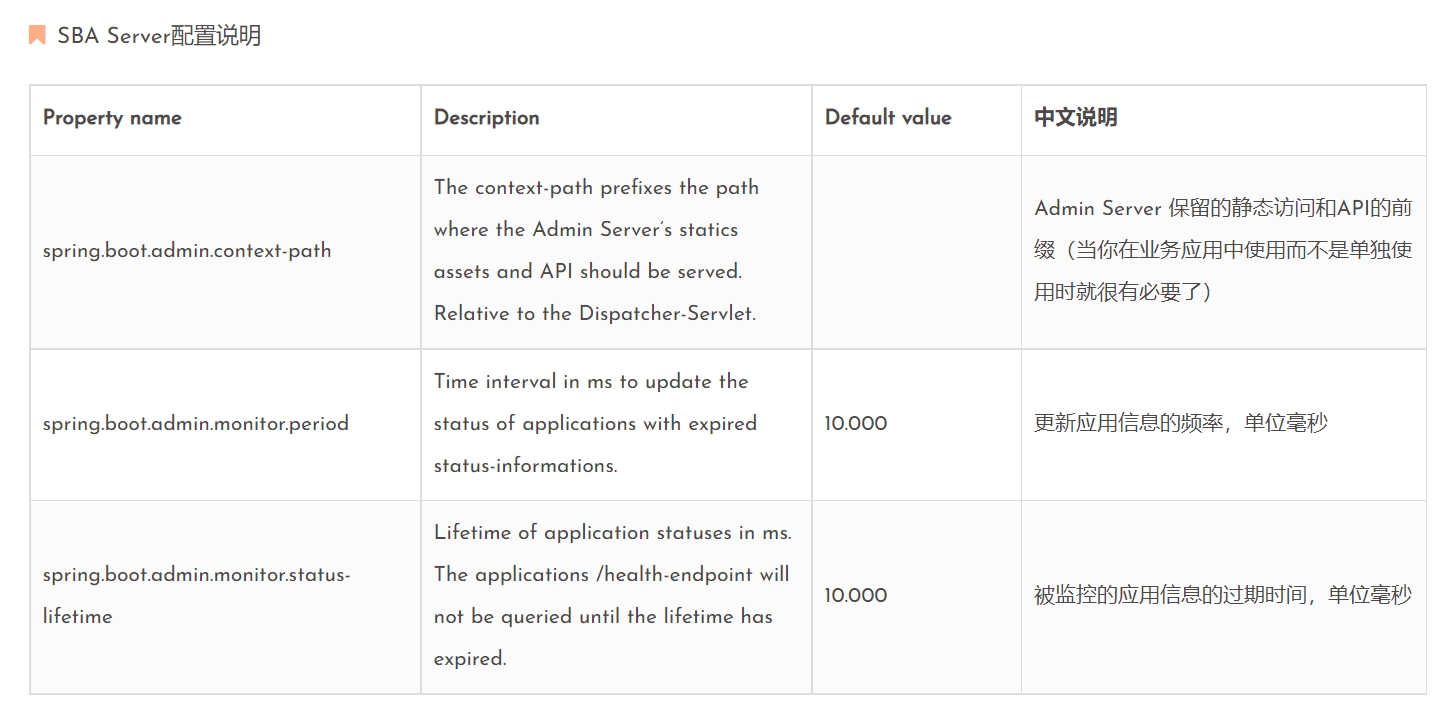 SBA Server配置说明
Property name
Description
Default value
中文说明
spring.boot.admin.context-path
The context-path prefixes the path
where the Admin Server's statics
assets and API should be served.
Relative to the Dispatcher-Servlet.
Admin Server 保留的静态访问和API的前
缀（当你在业务应用中使用而不是单独使
用时就很有必要了）
spring.boot.admin.monitor.period
Time interval in ms to update the
status of applications with expired
status-informations.
10.000
更新应用信息的频率，单位毫秒
spring.boot.admin.monitor.status-
lifetime
Lifetime of application statuses in ms.
The applications /health-endpoint will
not be queried until the lifetime has
expired.
10.000
被监控的应用信息的过期时间，单位毫秒